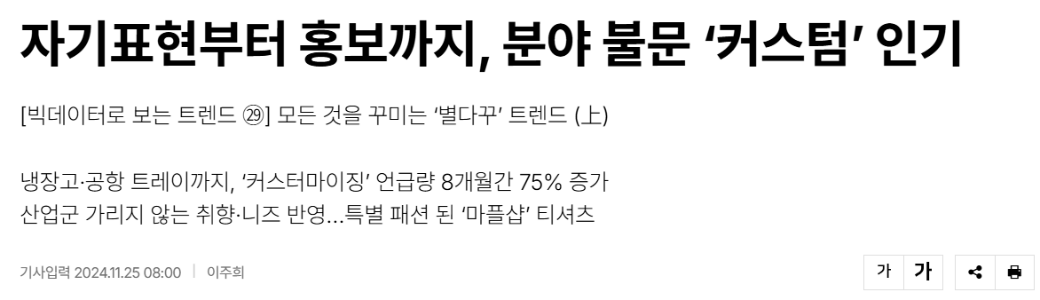 자기표현부터 홍보까지, 분야 불문 ‘커스텀’ 인기
[빅데이터로 보는 트렌드 ㉙] 모든 것을 꾸미는 ‘별다꾸’ 트렌드 (上)
냉장고·공항 트레이까지, ‘커스터마이징’ 언급량 8개월간 75% 증가
산업군 가리지 않는 취향·니즈 반영…특별 패션 된 ‘마플샵’ 티셔츠
기사입력 2024.11.25 08:00 | 이주희 가 가